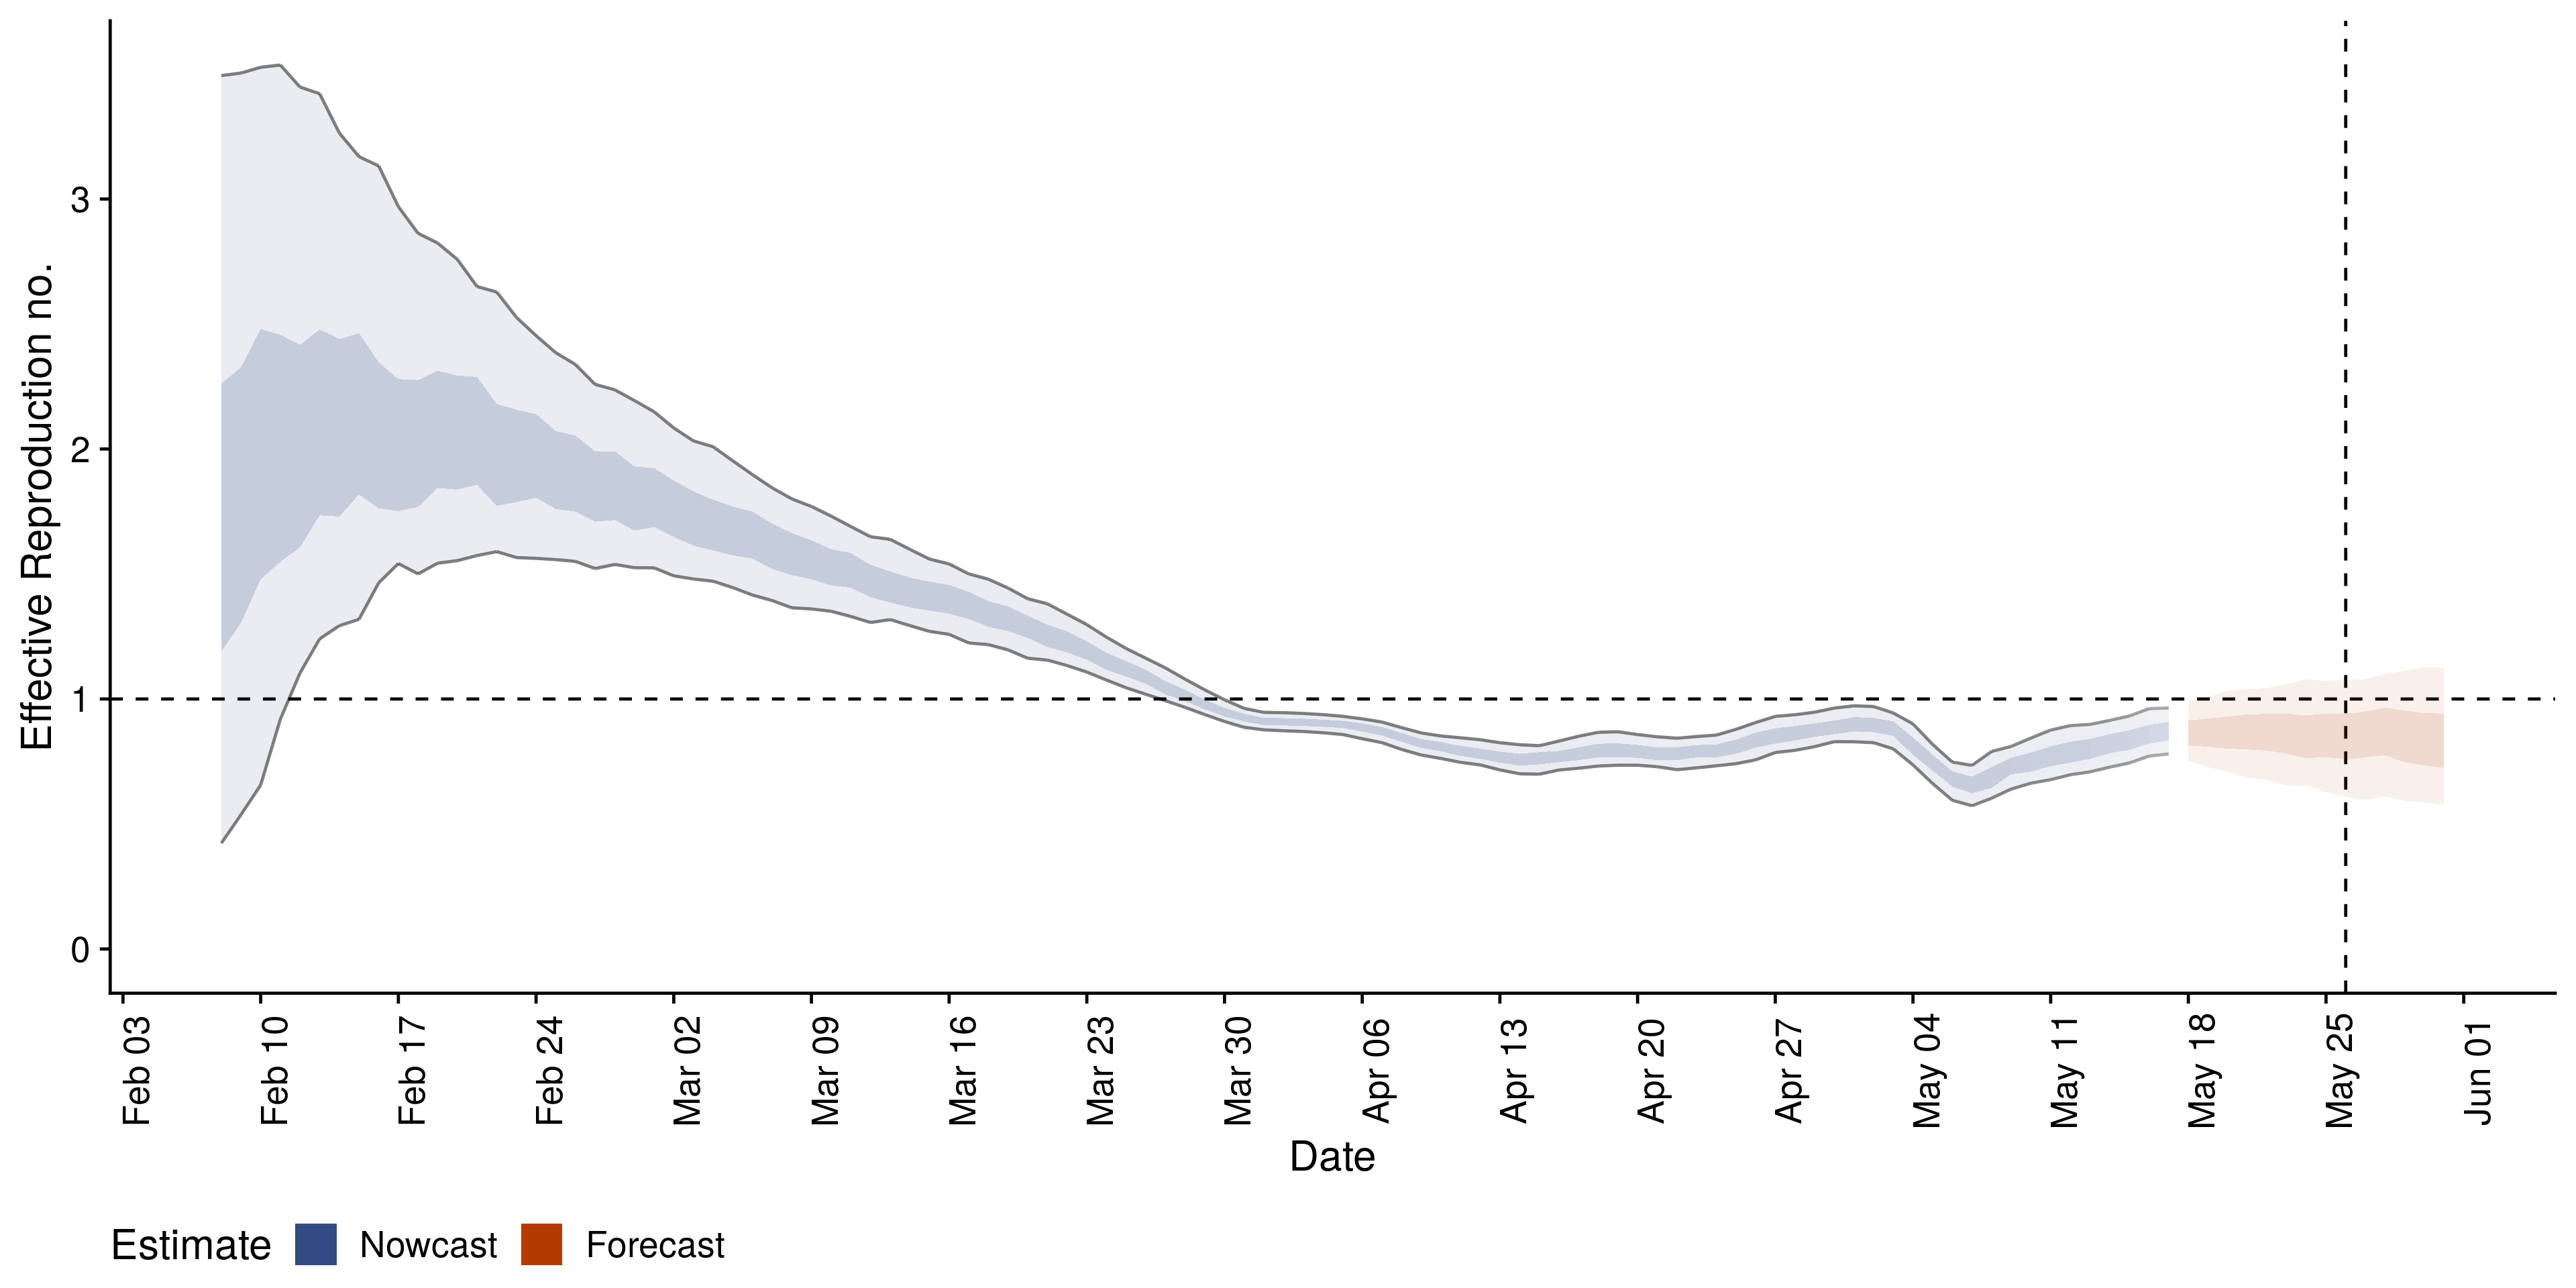 Effective Reproduction no.
3
2
1
0
Feb 03
Feb 10
Feb 17
Feb 24
Mar 02
Mar 09
Mar 16
Mar 23
Mar 30
Apr 06
Apr 13
Apr 20
Apr 27
May 04
May 11
May 18
May 25
Jun 01
Date
Estimate Nowcast Forecast